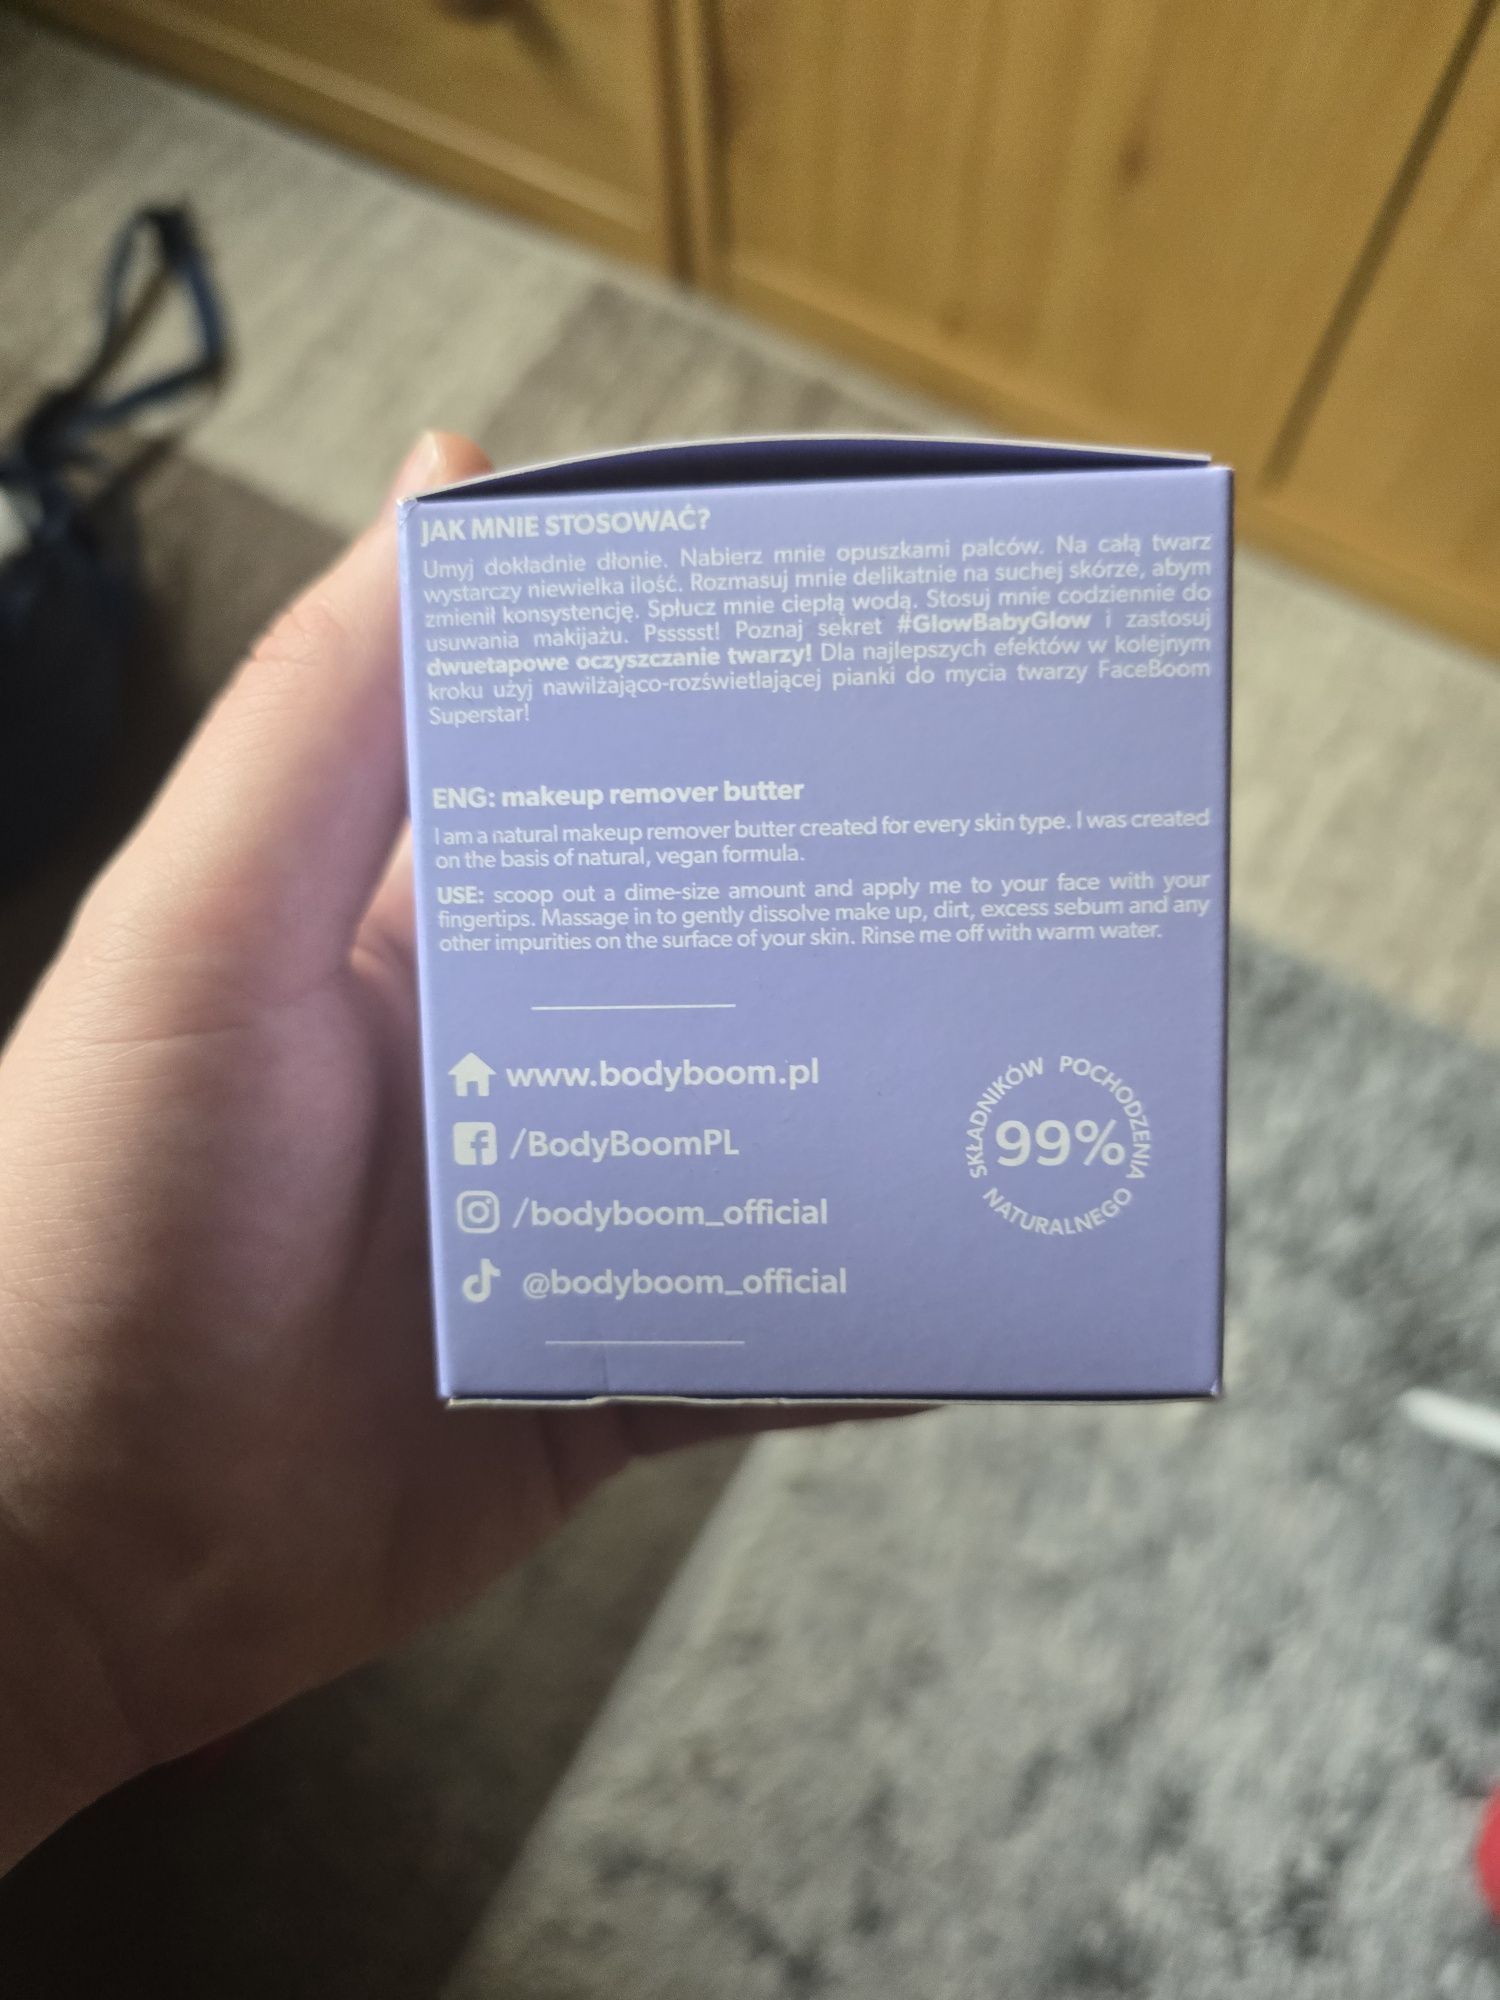 JAK MNIE STOSOWAĆ?
Umyj dokładnie dłonie. Nabierz mnie opuszkami palców. Na całą twarz
wystarczy niewielka ilość. Rozmasuj mnie delikatnie na suchej skórze, abym
zmienił konsystencję. Spłucz mnie ciepłą wodą. Stosuj mnie codziennie do
usuwania makijażu. Pssssst! Poznaj sekret #GlowBabyGlow i zastosuj
dwuetapowe oczyszczanie twarzy! Dla najlepszych efektów w kolejnym
kroku użyj nawilżająco-rozświetlającej pianki do mycia twarzy FaceBoom
Superstar!
ENG: makeup remover butter
I am a natural makeup remover butter created for every skin type. I was created
on the basis of natural, vegan formula.
USE: scoop out a dime-size amount and apply me to your face with your
fingertips. Massage in to gently dissolve make up, dirt, excess sebum and any
other impurities on the surface of your skin. Rinse me off with warm water.
www.bodyboom.pl
/BodyBoomPL
/bodyboom_official
@bodyboom_official
99%
SKŁADNIKÓW POCHODZENIA
NATURALNEGO